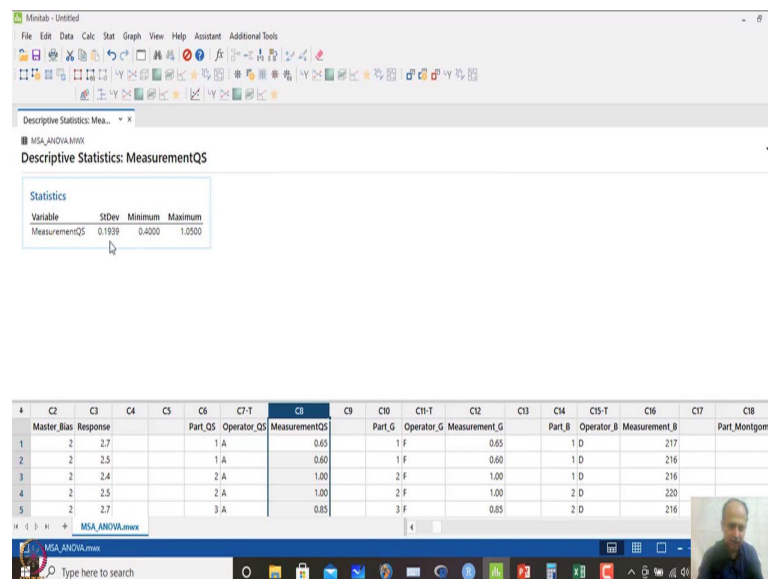 Minitab - Untitled
File Edit Data Calc Stat Graph View Help Assistant Additional Tools
Descriptive Statistics: Mea...
MSA_ANOVA.MWX
Descriptive Statistics: MeasurementQS
Statistics
Variable StDev Minimum Maximum
MeasurementQS 0.1939 0.4000 1.0500
C2 C3 C4 C5 C6 C7-T C8 C9 C10 C11-T C12 C13 C14 C15-T C16 C17 C18
Master_Bias Response Part_QS Operator_QS MeasurementQS Part_G Operator_G Measurement_G Part_B Operator_B Measurement_B Part_Montgom
1 2 2.7 1 A 0.65 1 F 0.65 1 D 217
2 2 2.5 1 A 0.60 1 F 0.60 1 D 216
3 2 2.4 2 A 1.00 2 F 1.00 1 D 216
4 2 2.5 2 A 1.00 2 F 1.00 2 D 220
5 2 2.7 3 A 0.85 3 F 0.85 2 D 216
MSA_ANOVA.mwx
MSA_ANOVA.mwx
Type here to search